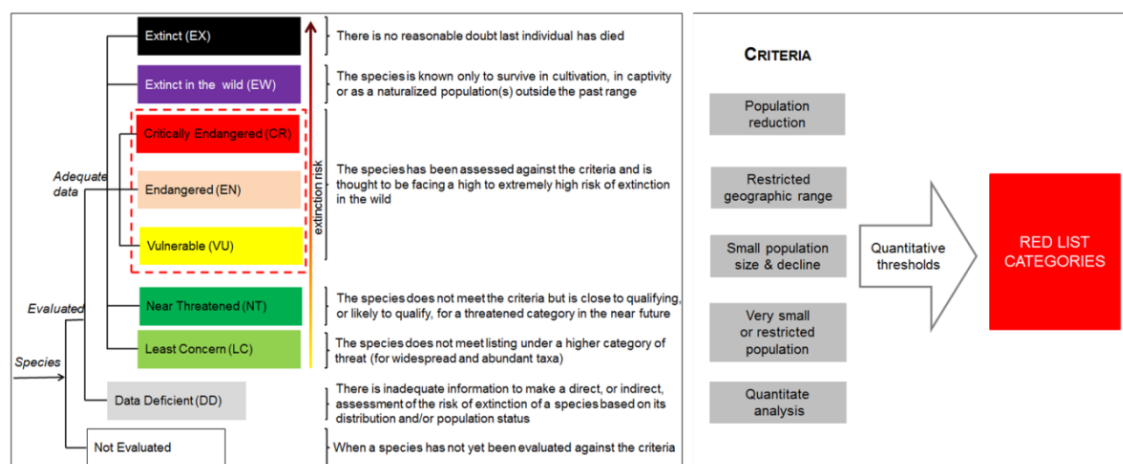 Extinct (EX)
There is no reasonable doubt last individual has died
Extinct in the wild (EW)
The species is known only to survive in cultivation, in captivity
or as a naturalized population(s) outside the past range
Critically Endangered (CR)
Adequate
data
Endangered (EN)
The species has been assessed against the criteria and is
thought to be facing a high to extremely high risk of extinction
in the wild
extinction risk
Vulnerable (VU)
Evaluated
Near Threatened (NT)
The species does not meet the criteria but is close to qualifying,
or likely to qualify, for a threatened category in the near future
Species
Least Concern (LC)
The species does not meet listing under a higher category of
threat (for widespread and abundant taxa)
Data Deficient (DD)
There is inadequate information to make a direct, or indirect,
assessment of the risk of extinction of a species based on its
distribution and/or population status
Not Evaluated
When a species has not yet been evaluated against the criteria
CRITERIA
Population
reduction
Restricted
geographic range
Small population
size & decline
Very small
or restricted
population
Quantitate
analysis
Quantitative
thresholds
RED LIST
CATEGORIES